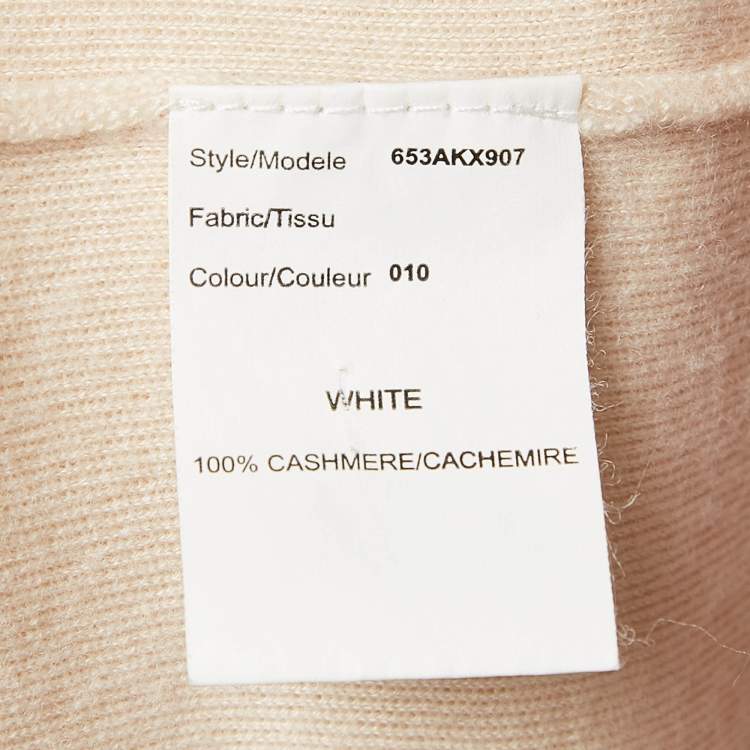 Style/Modele 653AKX907
Fabric/Tissu
Colour/Couleur 010
WHITE
100% CASHMERE/CACHEMIRE